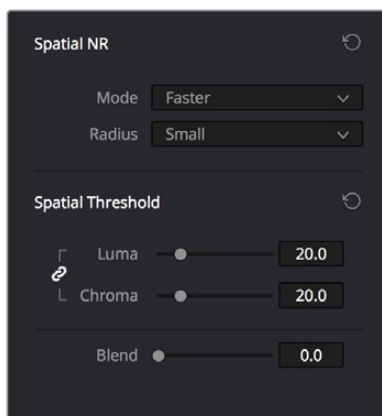 Spatial NR
Mode Faster
Radius Small
Spatial Threshold
Luma 20.0
Chroma 20.0
Blend 0.0